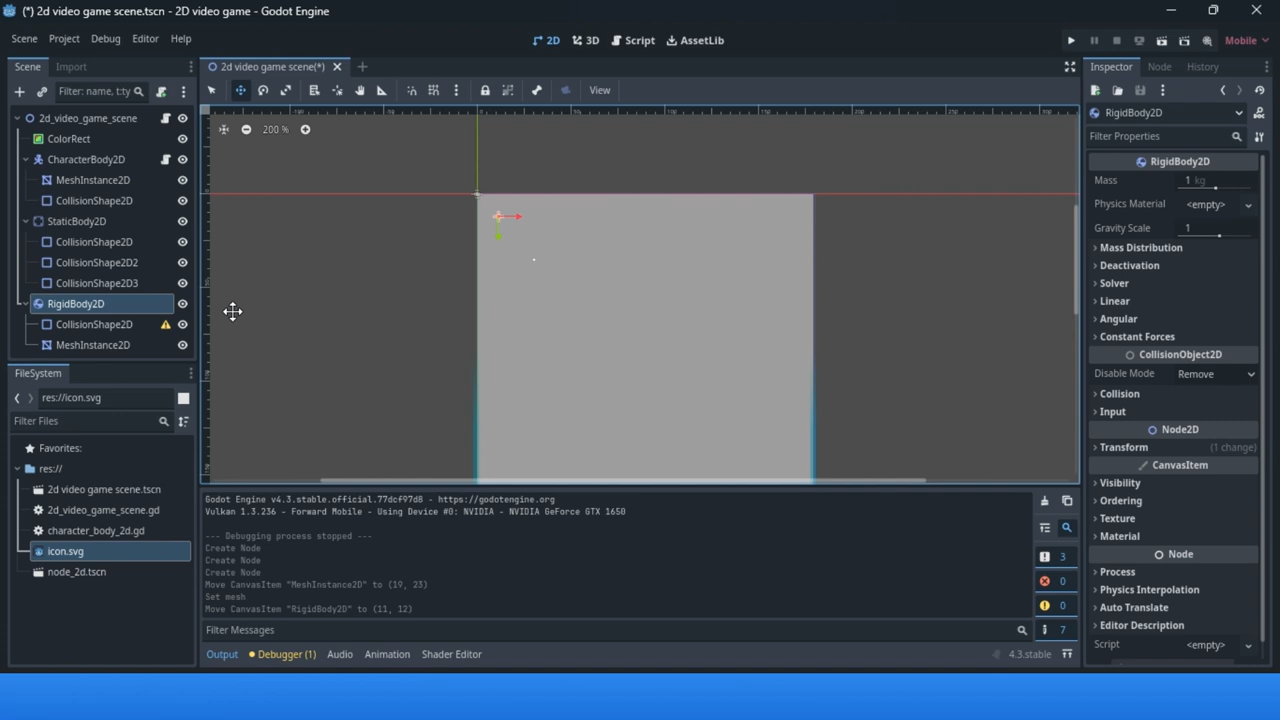 (*) 2d video game scene.tscn - 2D video game - Godot Engine
Scene Project Debug Editor Help
2D 3D Script AssetLib
Mobile
Scene Import
Filter: name, t:ty
2d_video_game_scene
ColorRect
CharacterBody2D
MeshInstance2D
CollisionShape2D
StaticBody2D
CollisionShape2D
CollisionShape2D2
CollisionShape2D3
RigidBody2D
CollisionShape2D
MeshInstance2D
FileSystem
res://icon.svg
Filter Files
Favorites:
res://
2d video game scene.tscn
2d_video_game_scene.gd
character_body_2d.gd
icon.svg
node_2d.tscn
2d video game scene(*)
View
200 %
Godot Engine v4.3.stable.official.77dcf97d8 - https://godotengine.org
Vulkan 1.3.236 - Forward Mobile - Using Device #0: NVIDIA - NVIDIA GeForce GTX 1650
--- Debugging process stopped ---
Create Node
Create Node
Create Node
Move CanvasItem "MeshInstance2D" to (19, 23)
Set mesh
Move CanvasItem "RigidBody2D" to (11, 12)
3
0
0
7
Filter Messages
Output Debugger (1) Audio Animation Shader Editor
4.3.stable
Inspector Node History
RigidBody2D
Filter Properties
RigidBody2D
Mass 1 kg
Physics Material <empty>
Gravity Scale 1
Mass Distribution
Deactivation
Solver
Linear
Angular
Constant Forces
CollisionObject2D
Disable Mode Remove
Collision
Input
Node2D
Transform (1 change)
CanvasItem
Visibility
Ordering
Texture
Material
Node
Process
Physics Interpolation
Auto Translate
Editor Description
Script <empty>